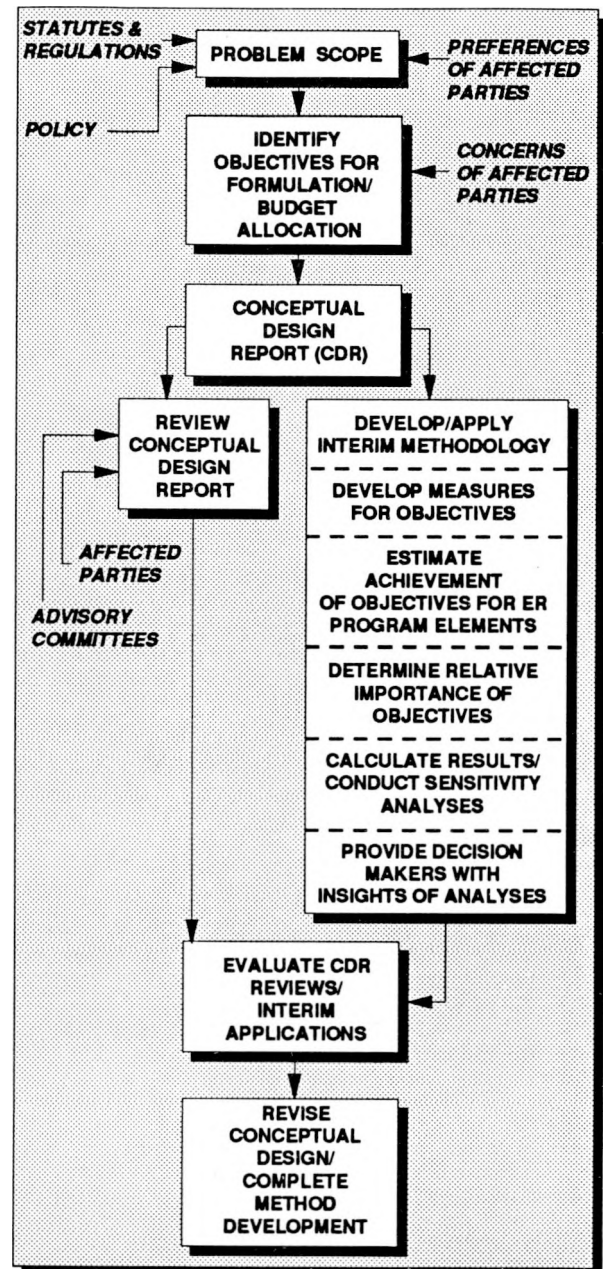 STATUTES &
REGULATIONS
PROBLEM SCOPE
PREFERENCES
OF AFFECTED
PARTIES
POLICY
IDENTIFY
OBJECTIVES FOR
FORMULATION/
BUDGET
ALLOCATION
CONCERNS
OF AFFECTED
PARTIES
CONCEPTUAL
DESIGN
REPORT (CDR)
REVIEW
CONCEPTUAL
DESIGN
REPORT
AFFECTED
PARTIES
ADVISORY
COMMITTEES
DEVELOP/APPLY
INTERIM METHODOLOGY
DEVELOP MEASURES
FOR OBJECTIVES
ESTIMATE
ACHIEVEMENT
OF OBJECTIVES FOR ER
PROGRAM ELEMENTS
DETERMINE RELATIVE
IMPORTANCE OF
OBJECTIVES
CALCULATE RESULTS/
CONDUCT SENSITIVITY
ANALYSES
PROVIDE DECISION
MAKERS WITH
INSIGHTS OF ANALYSES
EVALUATE CDR
REVIEWS/
INTERIM
APPLICATIONS
REVISE
CONCEPTUAL
DESIGN/
COMPLETE
METHOD
DEVELOPMENT